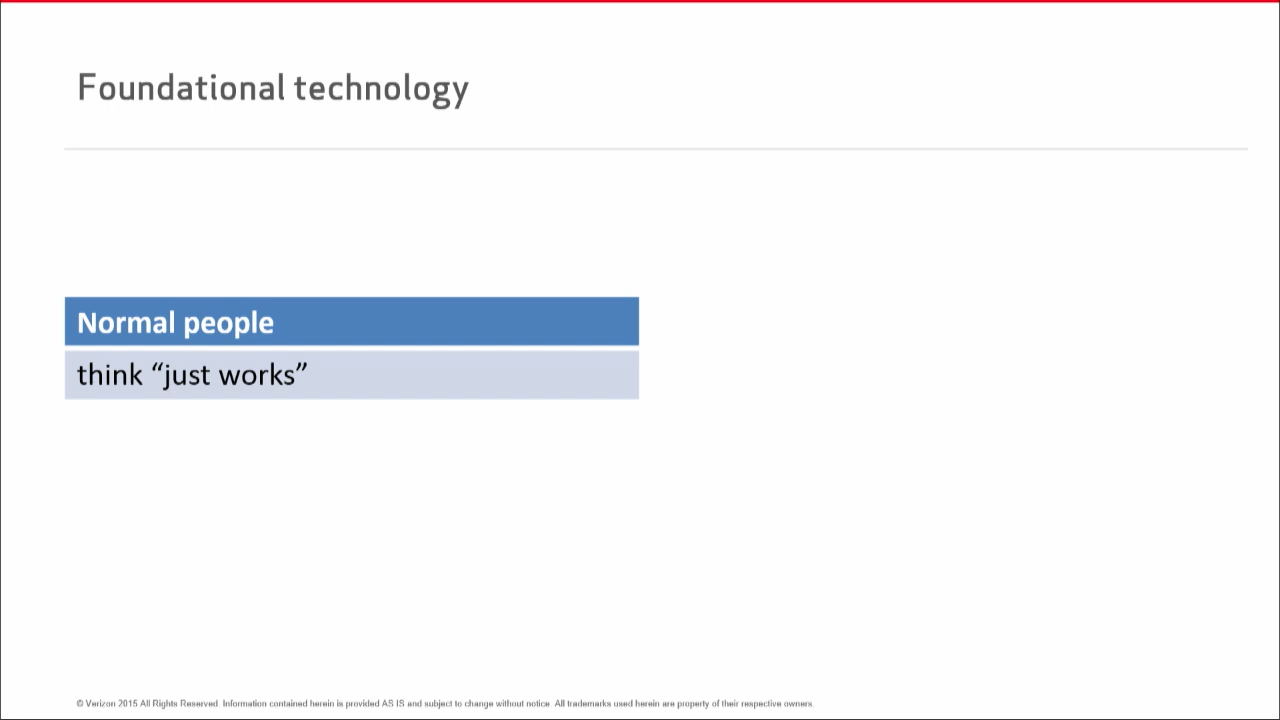 Foundational technology
Normal people
think “just works”
© Verizon 2015 All Rights Reserved Information contained herein is provided AS IS and subject to change without notice All trademarks used herein are property of their respective owners